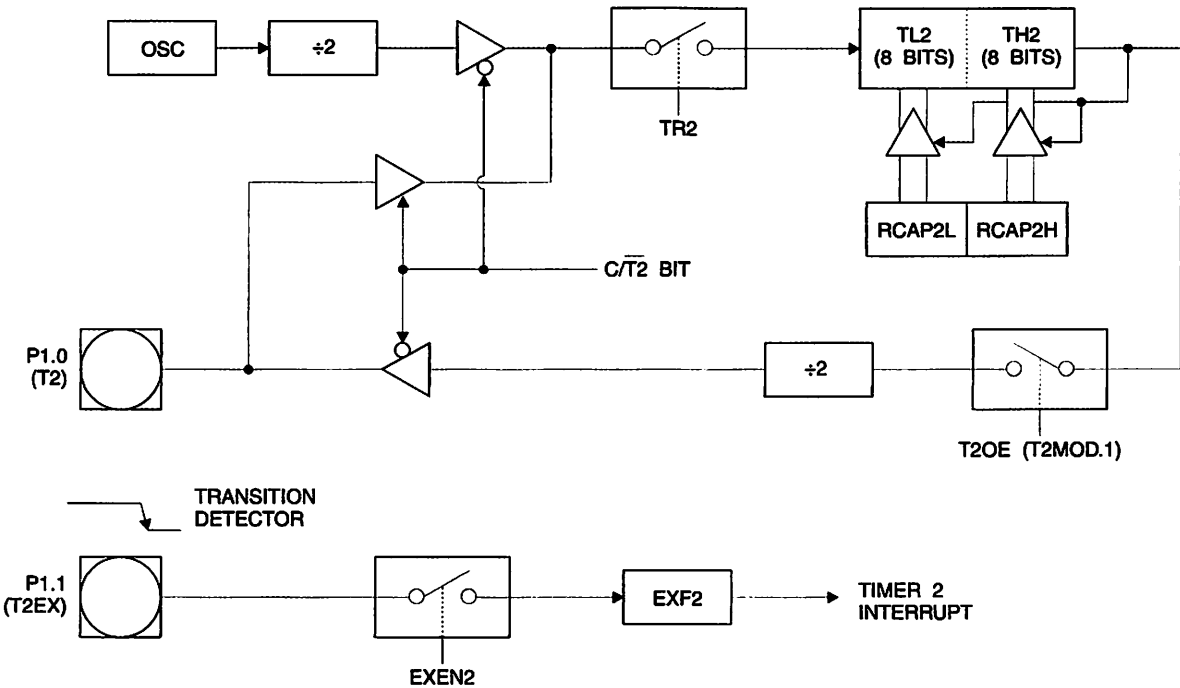 OSC
÷2
TL2
(8 BITS)
TH2
(8 BITS)
TR2
RCAP2L
RCAP2H
C/T̅2̅ BIT
P1.0
(T2)
÷2
T2OE (T2MOD.1)
TRANSITION
DETECTOR
P1.1
(T2EX)
EXF2
TIMER 2
INTERRUPT
EXEN2